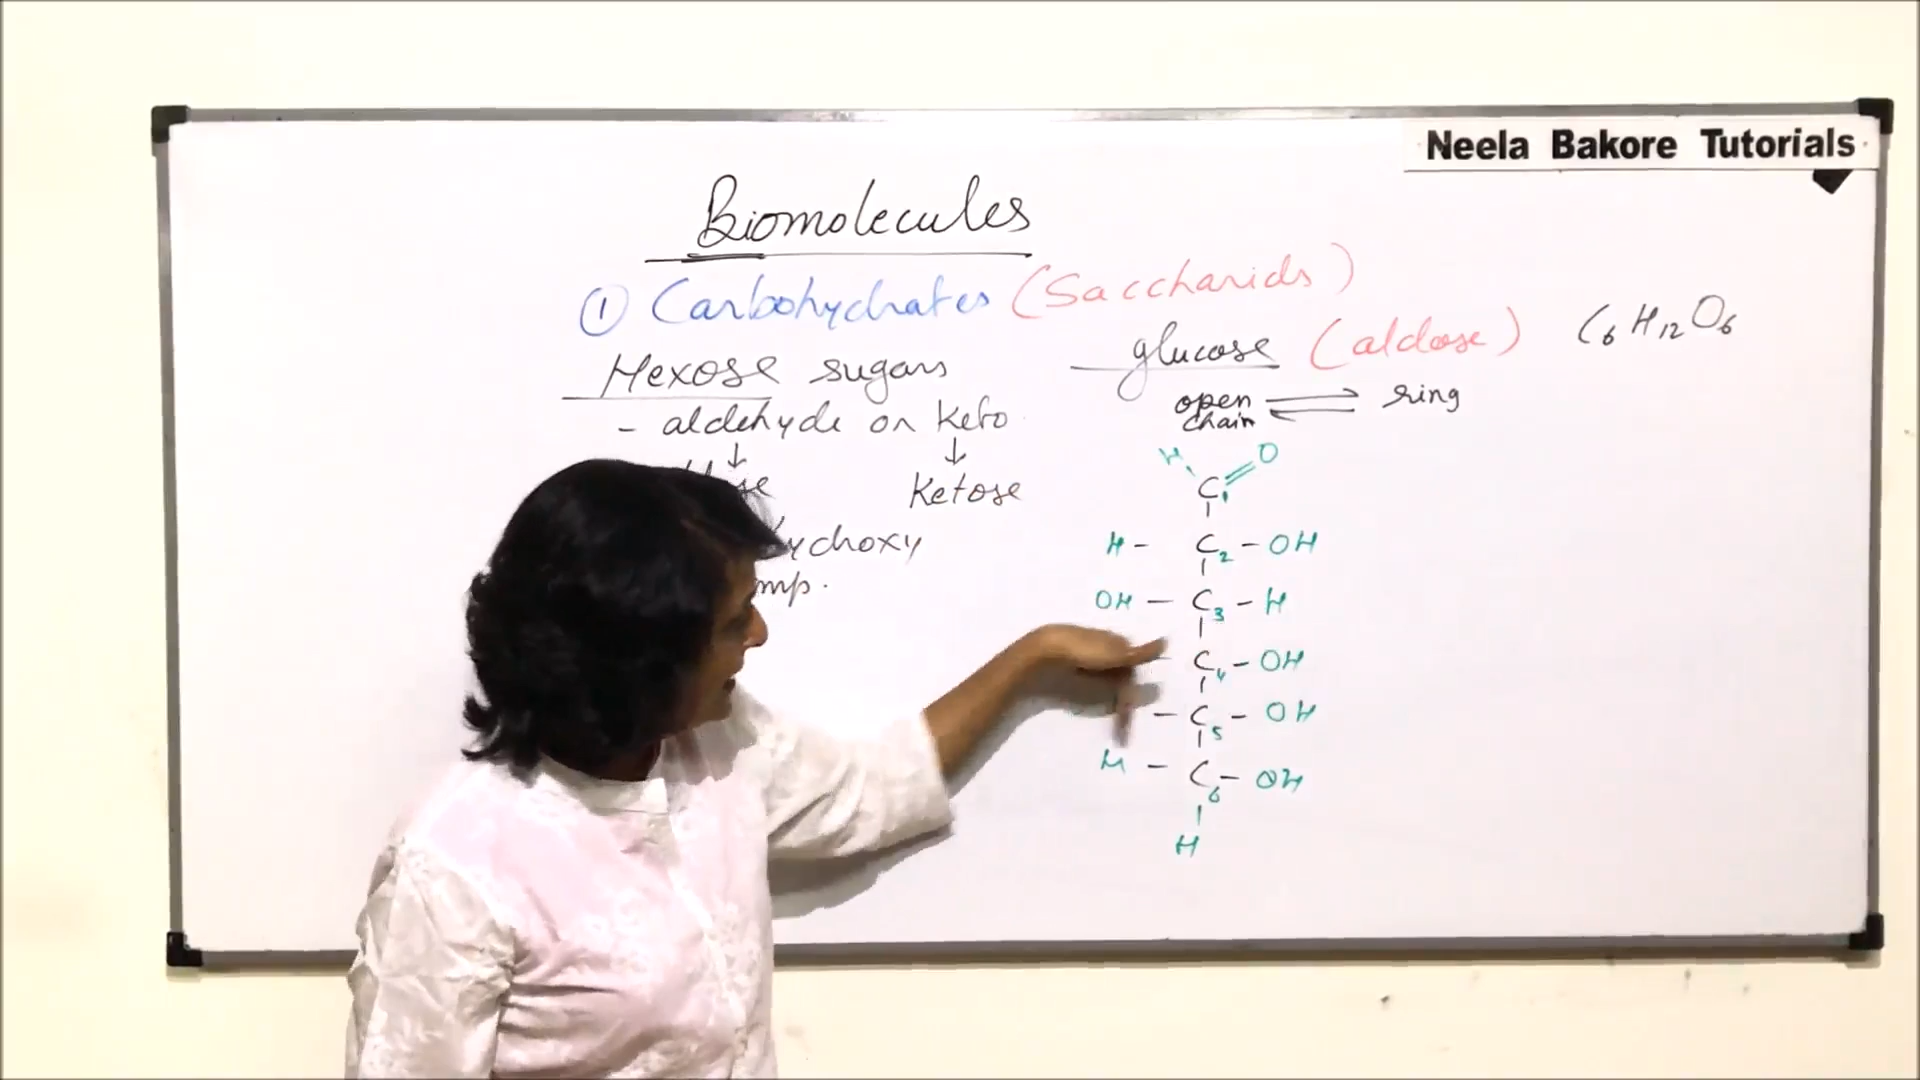 Neela Bakore Tutorials
Biomolecules
① Carbohydrates (Saccharids)
Hexose sugars
- aldehyde or keto
↓ ↓
Ketose
glucose (aldose) C6H12O6
open chain ⇌ ring
H O
C1
H - C2 - OH
OH - C3 - H
- C4 - OH
- C5 - OH
H - C6 - OH
H